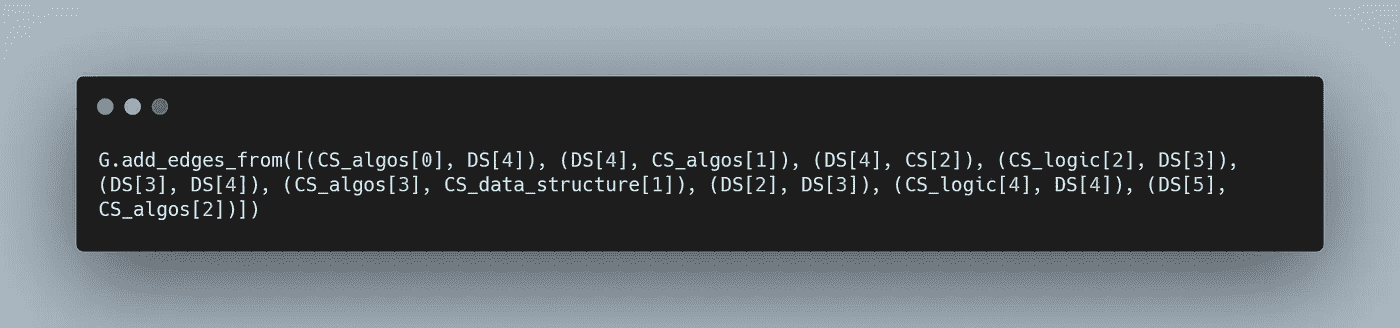 G.add_edges_from([(CS_algos[0], DS[4]), (DS[4], CS_algos[1]), (DS[4], CS[2]), (CS_logic[2], DS[3]),
(DS[3], DS[4]), (CS_algos[3], CS_data_structure[1]), (DS[2], DS[3]), (CS_logic[4], DS[4]), (DS[5],
CS_algos[2])])